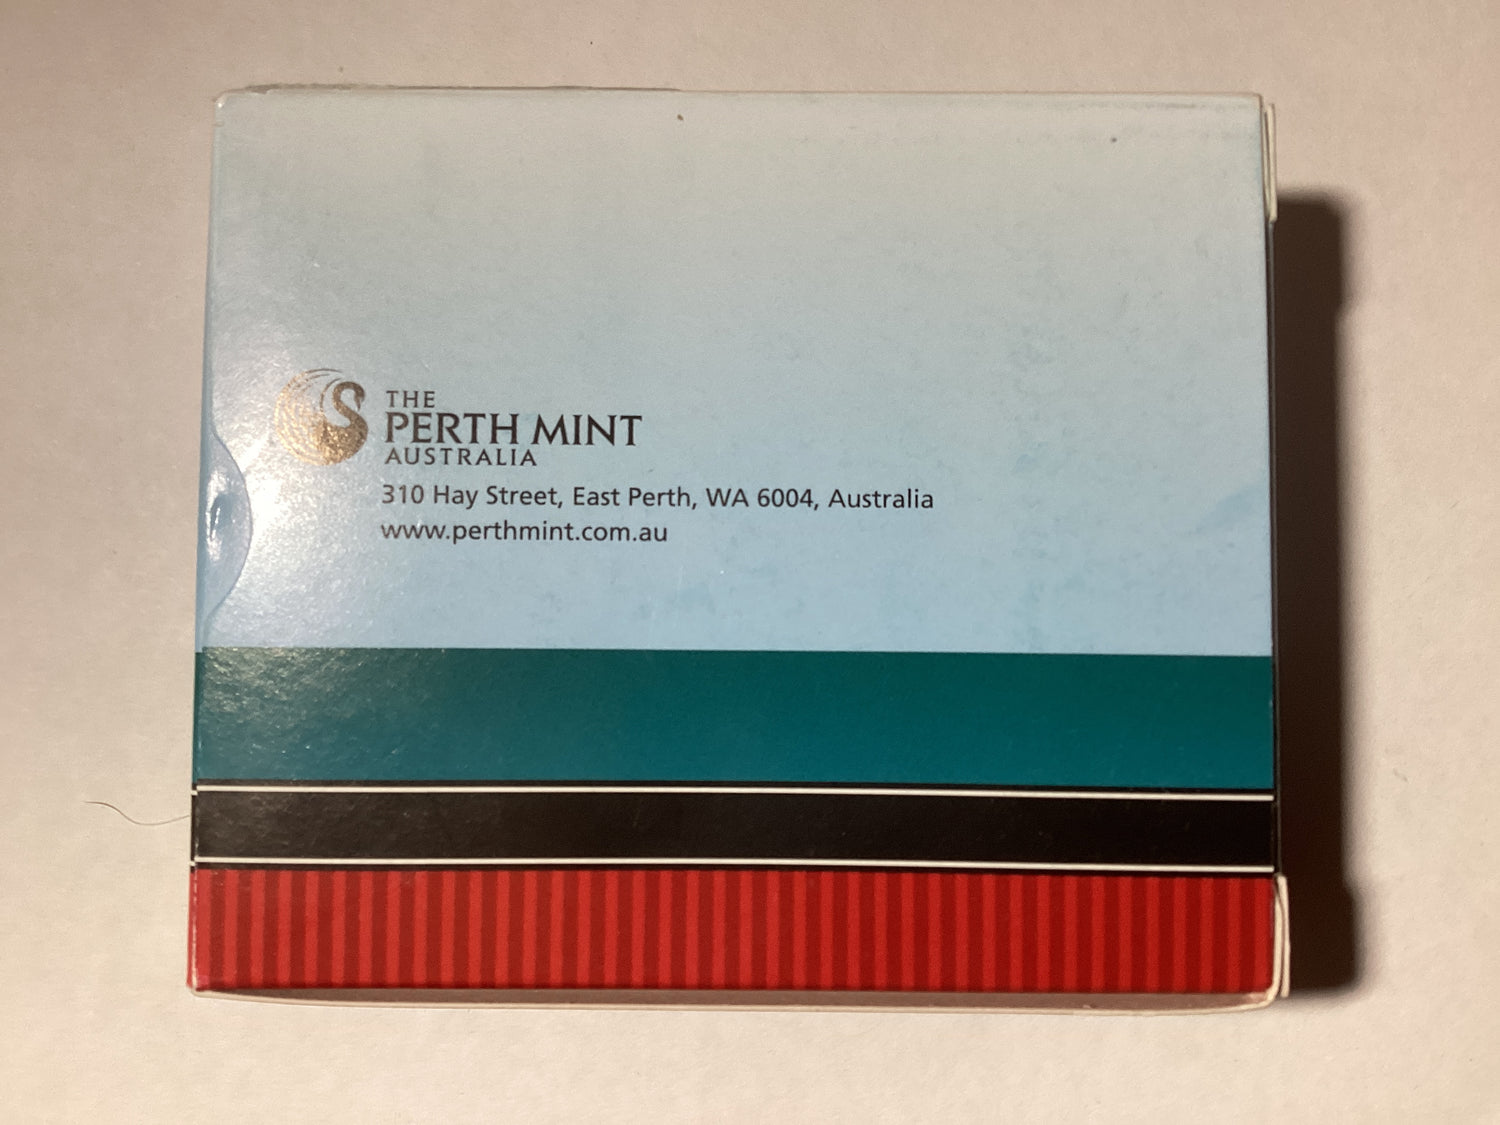 THE
PERTH MINT
AUSTRALIA
310 Hay Street, East Perth, WA 6004, Australia
www.perthmint.com.au